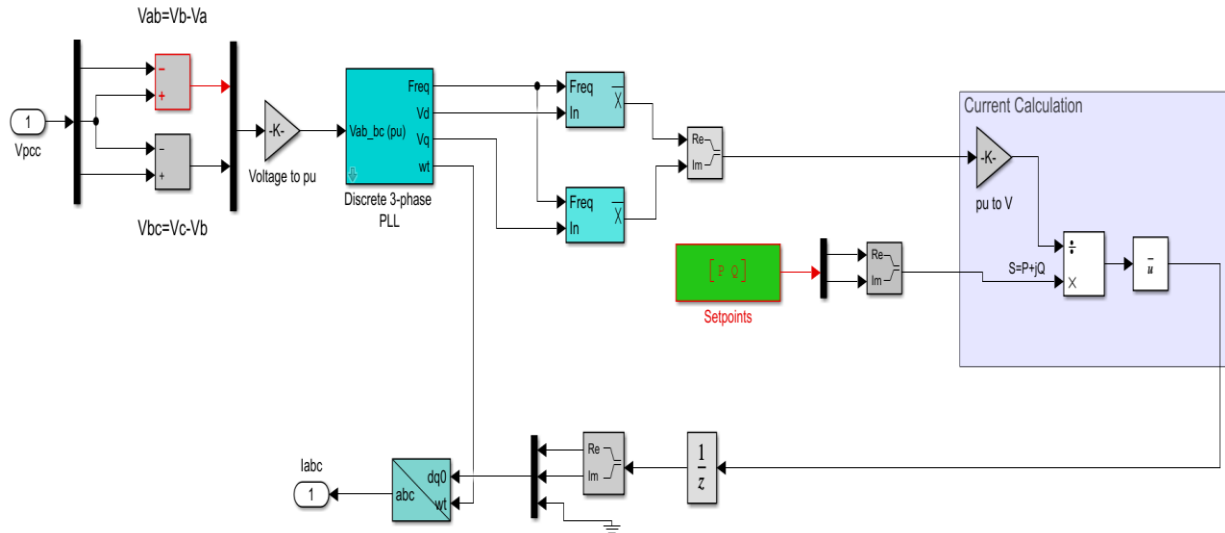 Vab=Vb-Va
1
Vpcc
−
+
−
+
Vbc=Vc-Vb
-K-
Voltage to pu
Vab_bc (pu)
Freq
Vd
Vq
wt
Discrete 3-phase
PLL
Freq
In
X
Freq
In
X
Re
Im
[ P Q ]
Setpoints
Re
Im
S=P+jQ
Current Calculation
-K-
pu to V
÷
×
u
Iabc
1
abc
dq0
wt
Re
Im
1
z